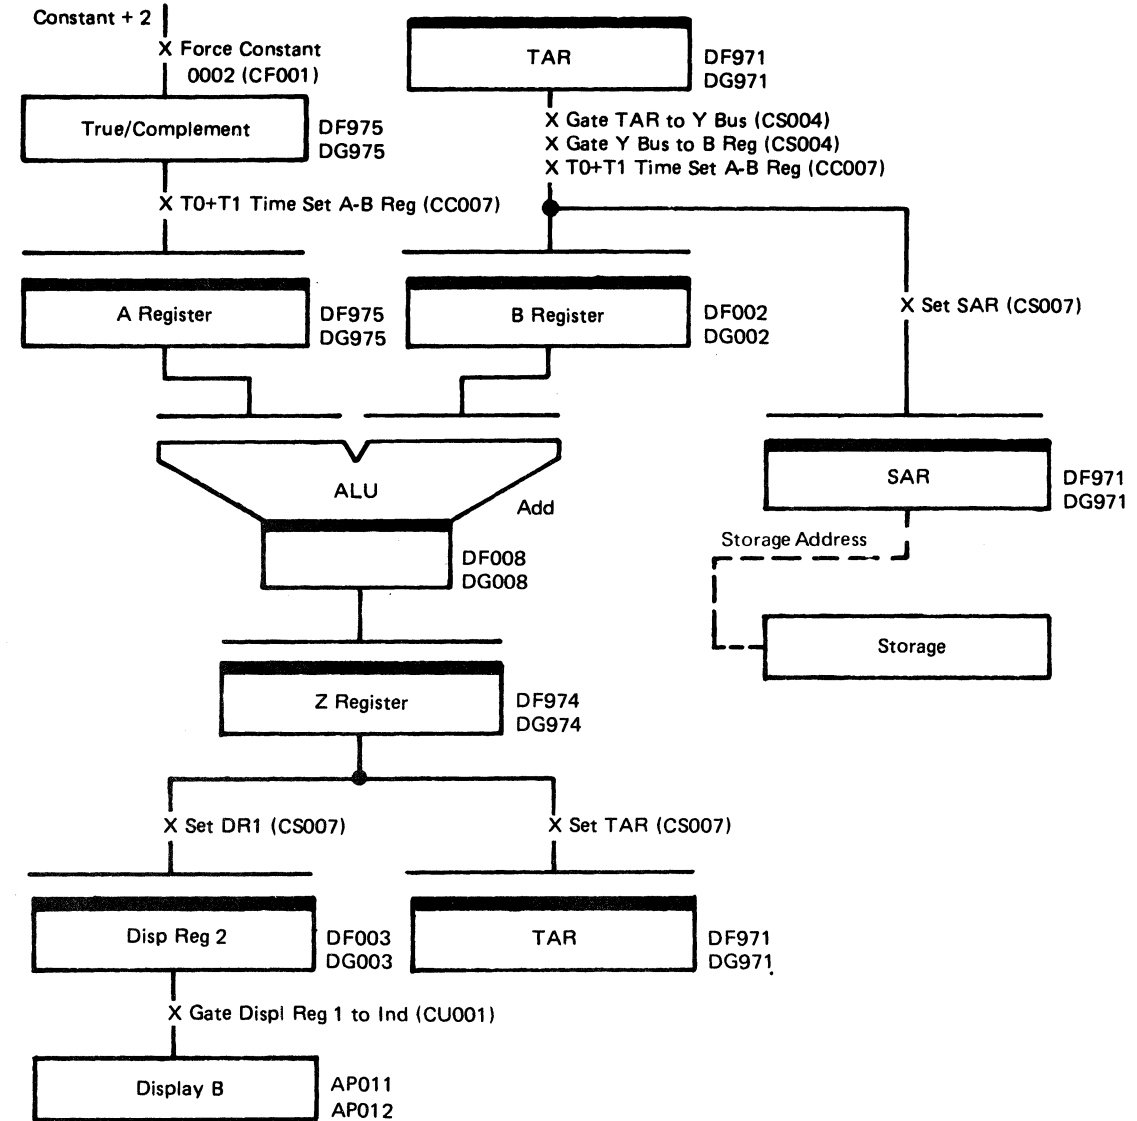 Constant + 2
X Force Constant
0002 (CF001)
True/Complement
DF975
DG975
X T0+T1 Time Set A-B Reg (CC007)
TAR
DF971
DG971
X Gate TAR to Y Bus (CS004)
X Gate Y Bus to B Reg (CS004)
X T0+T1 Time Set A-B Reg (CC007)
A Register
DF975
DG975
B Register
DF002
DG002
X Set SAR (CS007)
ALU
Add
DF008
DG008
SAR
DF971
DG971
Storage Address
Storage
Z Register
DF974
DG974
X Set DR1 (CS007)
X Set TAR (CS007)
Disp Reg 2
DF003
DG003
TAR
DF971
DG971.
X Gate Displ Reg 1 to Ind (CU001)
Display B
AP011
AP012